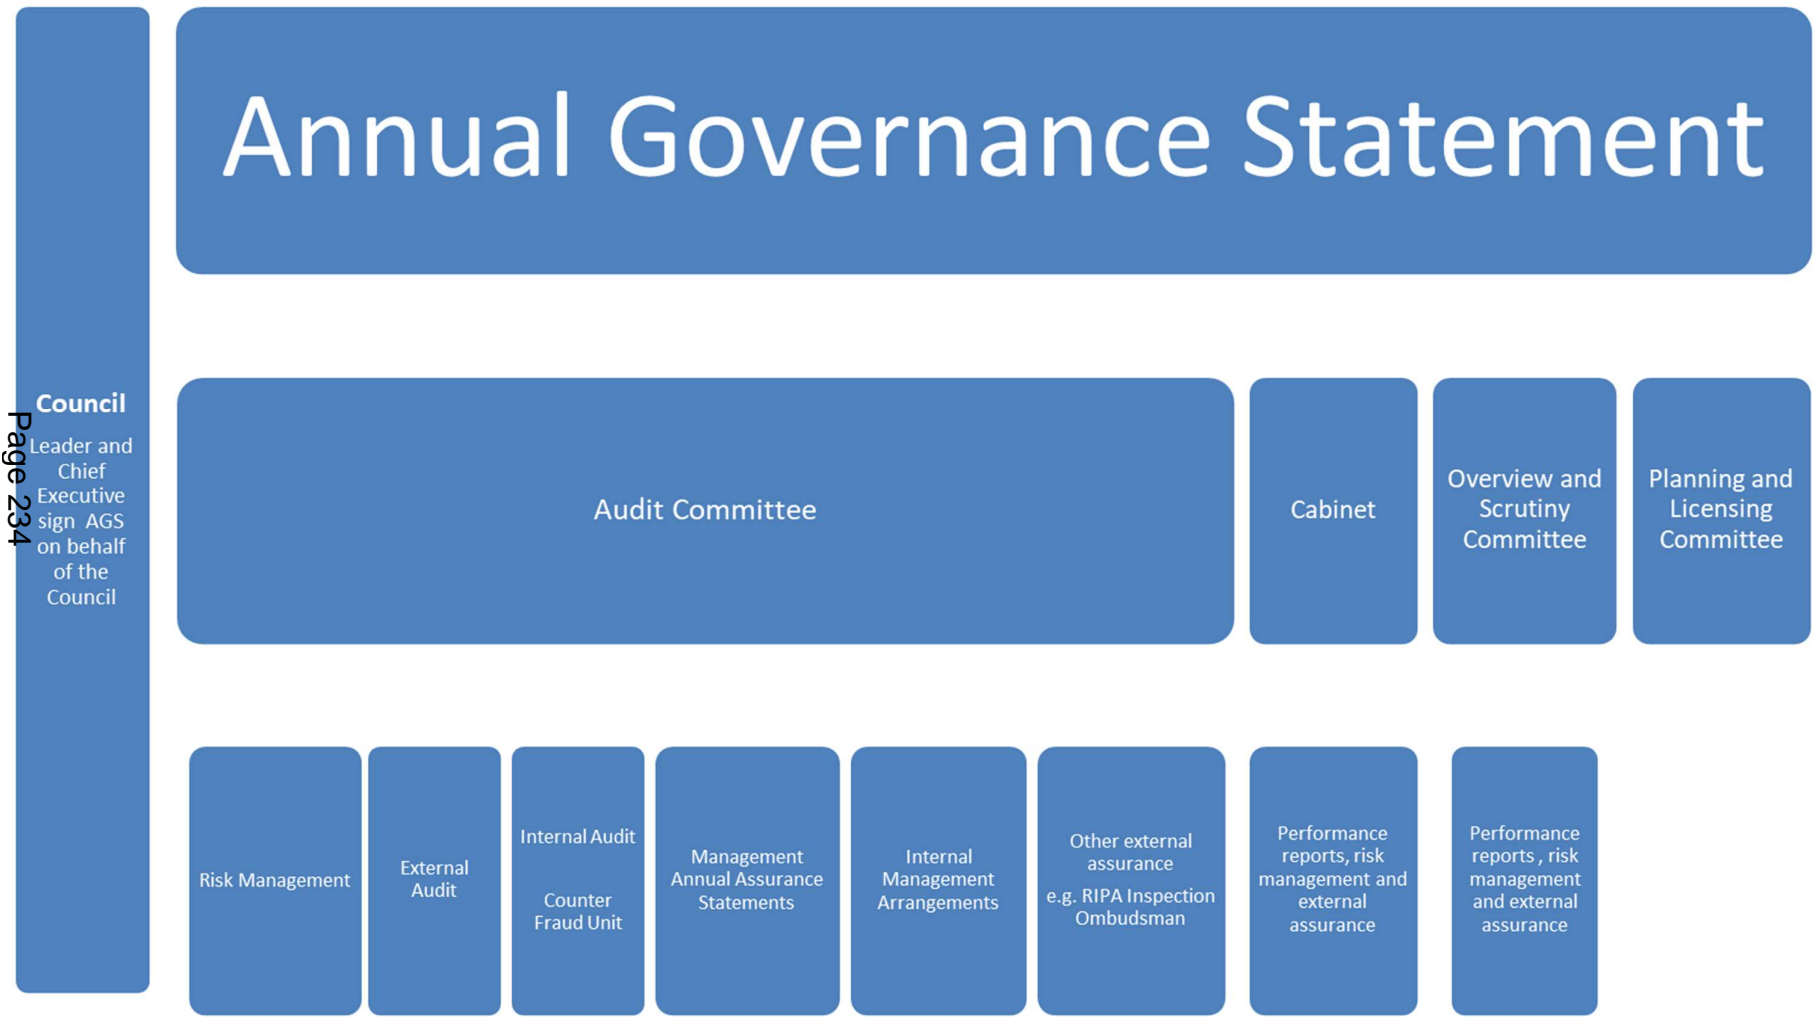 Annual Governance Statement
Council
Leader and
Chief
Executive
sign AGS
on behalf
of the
Council
Page 234
Audit Committee
Cabinet
Overview and
Scrutiny
Committee
Planning and
Licensing
Committee
Risk Management
External
Audit
Internal Audit
Counter
Fraud Unit
Management
Annual Assurance
Statements
Internal
Management
Arrangements
Other external
assurance
e.g. RIPA Inspection
Ombudsman
Performance
reports, risk
management and
external
assurance
Performance
reports , risk
management
and external
assurance